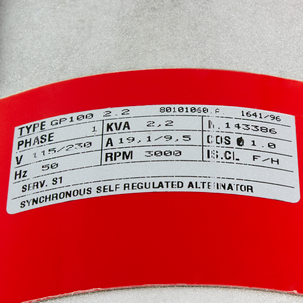 TYPE GP100 2.2 80101060.A 1641/96
PHASE 1 KVA 2,2 N. 143386
V 115/230 A 19,1/9,5 COS Ø 1.0
Hz 50 RPM 3000 IS.CL. F/H
SERV. S1
SYNCHRONOUS SELF REGULATED ALTERNATOR